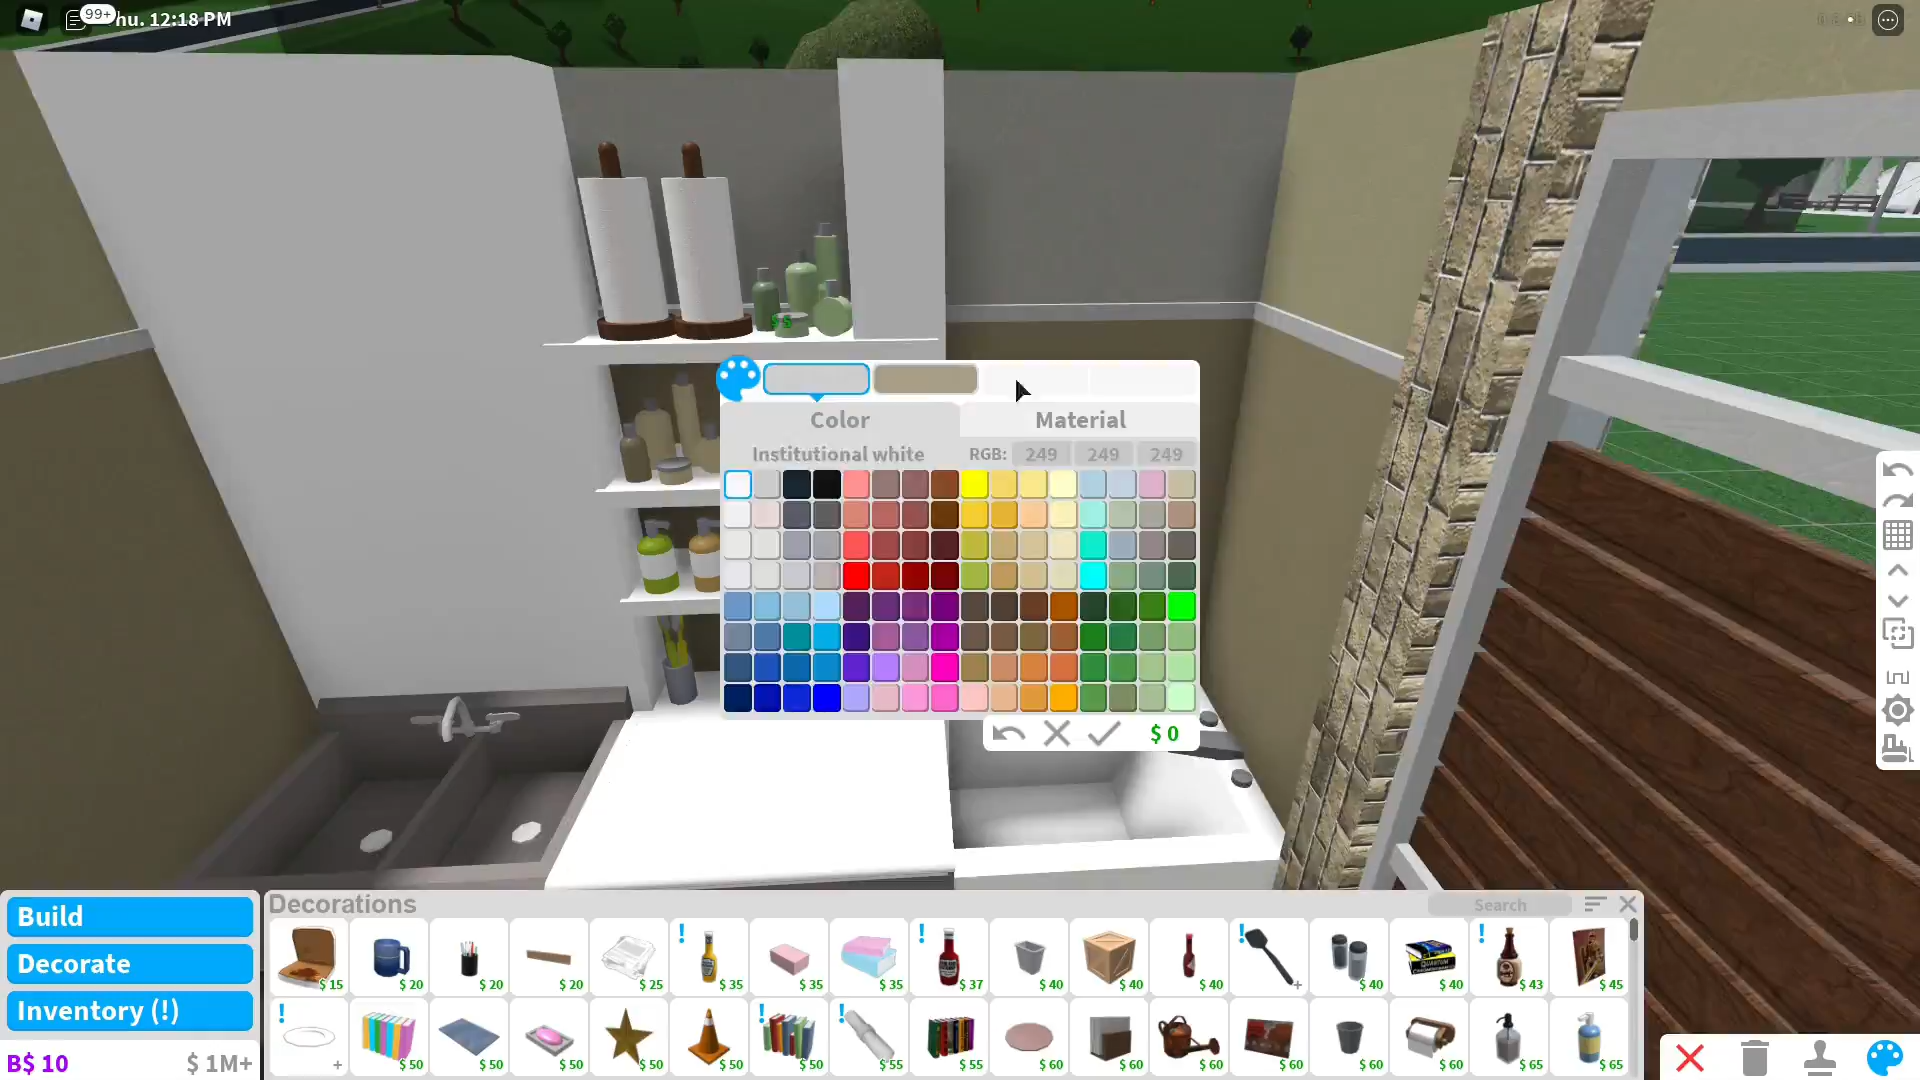 99+
hu. 12:18 PM
$5
Color
Material
Institutional white
RGB: 249 249 249
$ 0
Build
Decorate
Inventory (!)
B$ 10
$ 1M+
Decorations
Search
$ 15
$ 20
$ 20
$ 20
$ 25
! $ 35
$ 35
$ 35
! $ 37
$ 40
$ 40
$ 40
! +
$ 40
$ 40
! $ 43
$ 45
! +
$ 50
$ 50
$ 50
$ 50
$ 50
! $ 50
! $ 55
$ 55
$ 60
$ 60
$ 60
$ 60
$ 60
$ 60
$ 65
$ 65